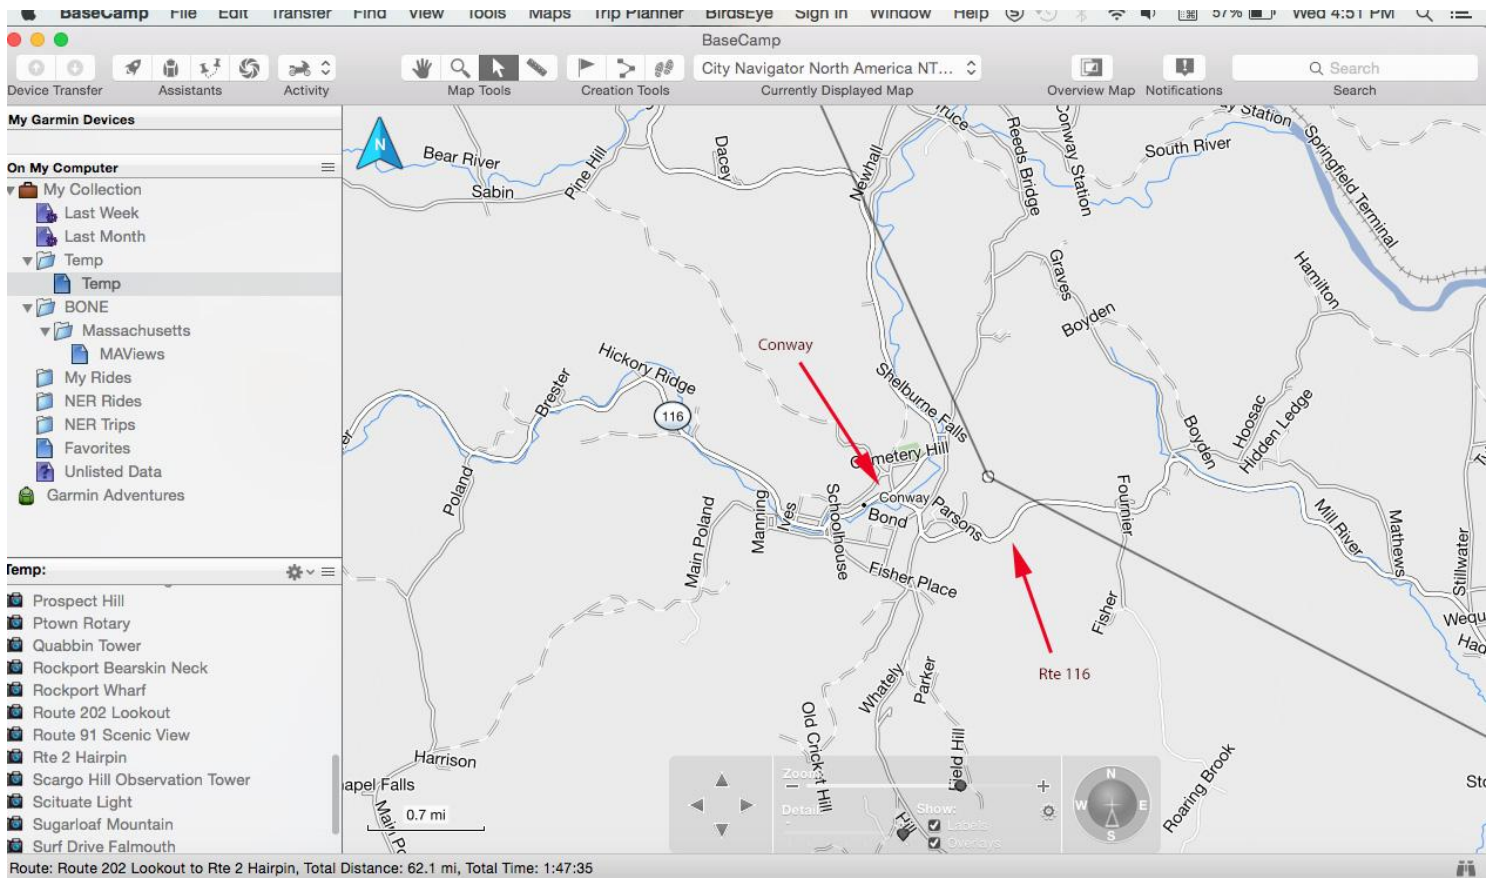 BaseCamp File Edit Transfer Find View Tools Maps Trip Planner BirdsEye Sign In Window Help 57% Wed 4:51 PM
BaseCamp
City Navigator North America NT...
Search
Device Transfer Assistants Activity Map Tools Creation Tools Currently Displayed Map Overview Map Notifications Search
My Garmin Devices
On My Computer
My Collection
Last Week
Last Month
Temp
Temp
BONE
Massachusetts
MAViews
My Rides
NER Rides
NER Trips
Favorites
Unlisted Data
Garmin Adventures
Temp:
Prospect Hill
Ptown Rotary
Quabbin Tower
Rockport Bearskin Neck
Rockport Wharf
Route 202 Lookout
Route 91 Scenic View
Rte 2 Hairpin
Scargo Hill Observation Tower
Scituate Light
Sugarloaf Mountain
Surf Drive Falmouth
N
Bear River
Sabin
Pine Hill
Dacey
Newhall
Reeds Bridge
Conway Station
South River
Station
Springfield Terminal
Hamilton
Graves
Boyden
Conway
Hickory Ridge
Brester
116
Shelburne Falls
Cemetery Hill
Boyden
Hoosac
Hidden Ledge
Poland
Main Poland
Manning
Ives
Schoolhouse
Conway
Bond
Parsons
Fournier
Mill River
Mathews
Stillwater
Fisher Place
Fisher
Rte 116
Whately
Parker
Old Cricket Hill
Field Hill
Hill
Roaring Brook
Harrison
0.7 mi
Zoom
Detail
Show:
Labels
Overlays
N
W E
S
Route: Route 202 Lookout to Rte 2 Hairpin, Total Distance: 62.1 mi, Total Time: 1:47:35